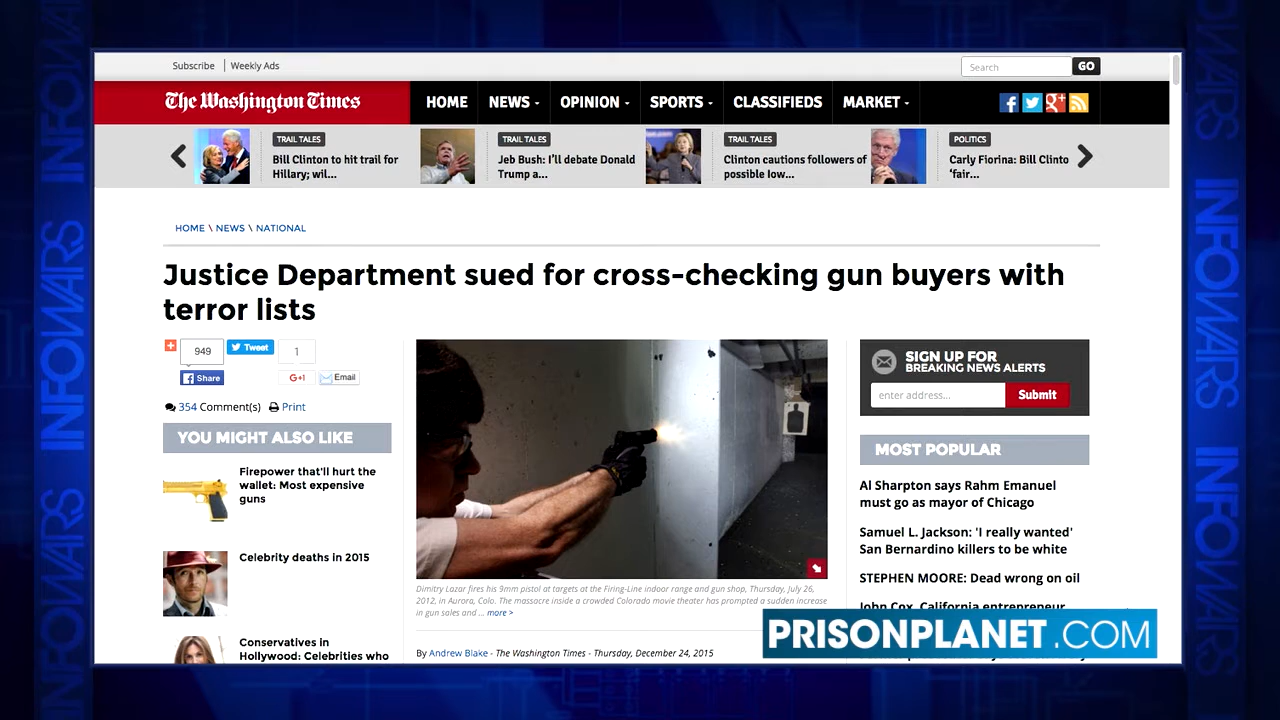 Subscribe | Weekly Ads
Search
GO
The Washington Times
HOME NEWS OPINION SPORTS CLASSIFIEDS MARKET
TRAIL TALES
Bill Clinton to hit trail for
Hillary; wil...
TRAIL TALES
Jeb Bush: I'll debate Donald
Trump a...
TRAIL TALES
Clinton cautions followers of
possible Iow...
POLITICS
Carly Fiorina: Bill Clinto
'fair...
HOME \ NEWS \ NATIONAL
Justice Department sued for cross-checking gun buyers with
terror lists
949
Tweet
1
Share
G+1
Email
354 Comment(s) Print
YOU MIGHT ALSO LIKE
Firepower that'll hurt the
wallet: Most expensive
guns
Celebrity deaths in 2015
Conservatives in
Hollywood: Celebrities who
Dimitry Lazar fires his 9mm pistol at targets at the Firing-Line indoor range and gun shop, Thursday, July 26,
2012, in Aurora, Colo. The massacre inside a crowded Colorado movie theater has prompted a sudden increase
in gun sales and ... more >
By Andrew Blake - The Washington Times - Thursday, December 24, 2015
SIGN UP FOR
BREAKING NEWS ALERTS
enter address...
Submit
MOST POPULAR
Al Sharpton says Rahm Emanuel
must go as mayor of Chicago
Samuel L. Jackson: 'I really wanted'
San Bernardino killers to be white
STEPHEN MOORE: Dead wrong on oil
John Cox, California entrepreneur,
PRISONPLANET.COM
INFOWARS
INFOWARS
INFOWARS
INFOWARS